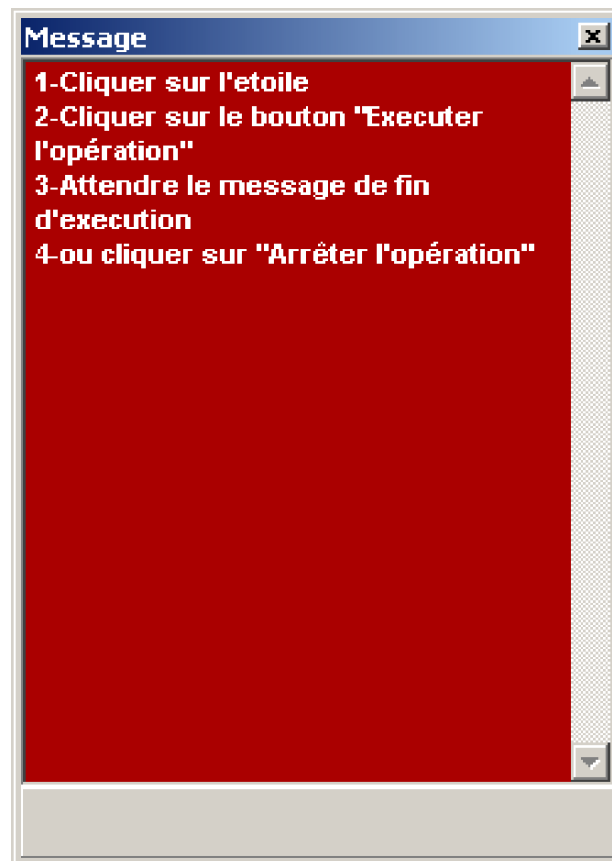 Message
1-Cliquer sur l'etoile
2-Cliquer sur le bouton "Executer
l'opération"
3-Attendre le message de fin
d'execution
4-ou cliquer sur "Arrêter l'opération"